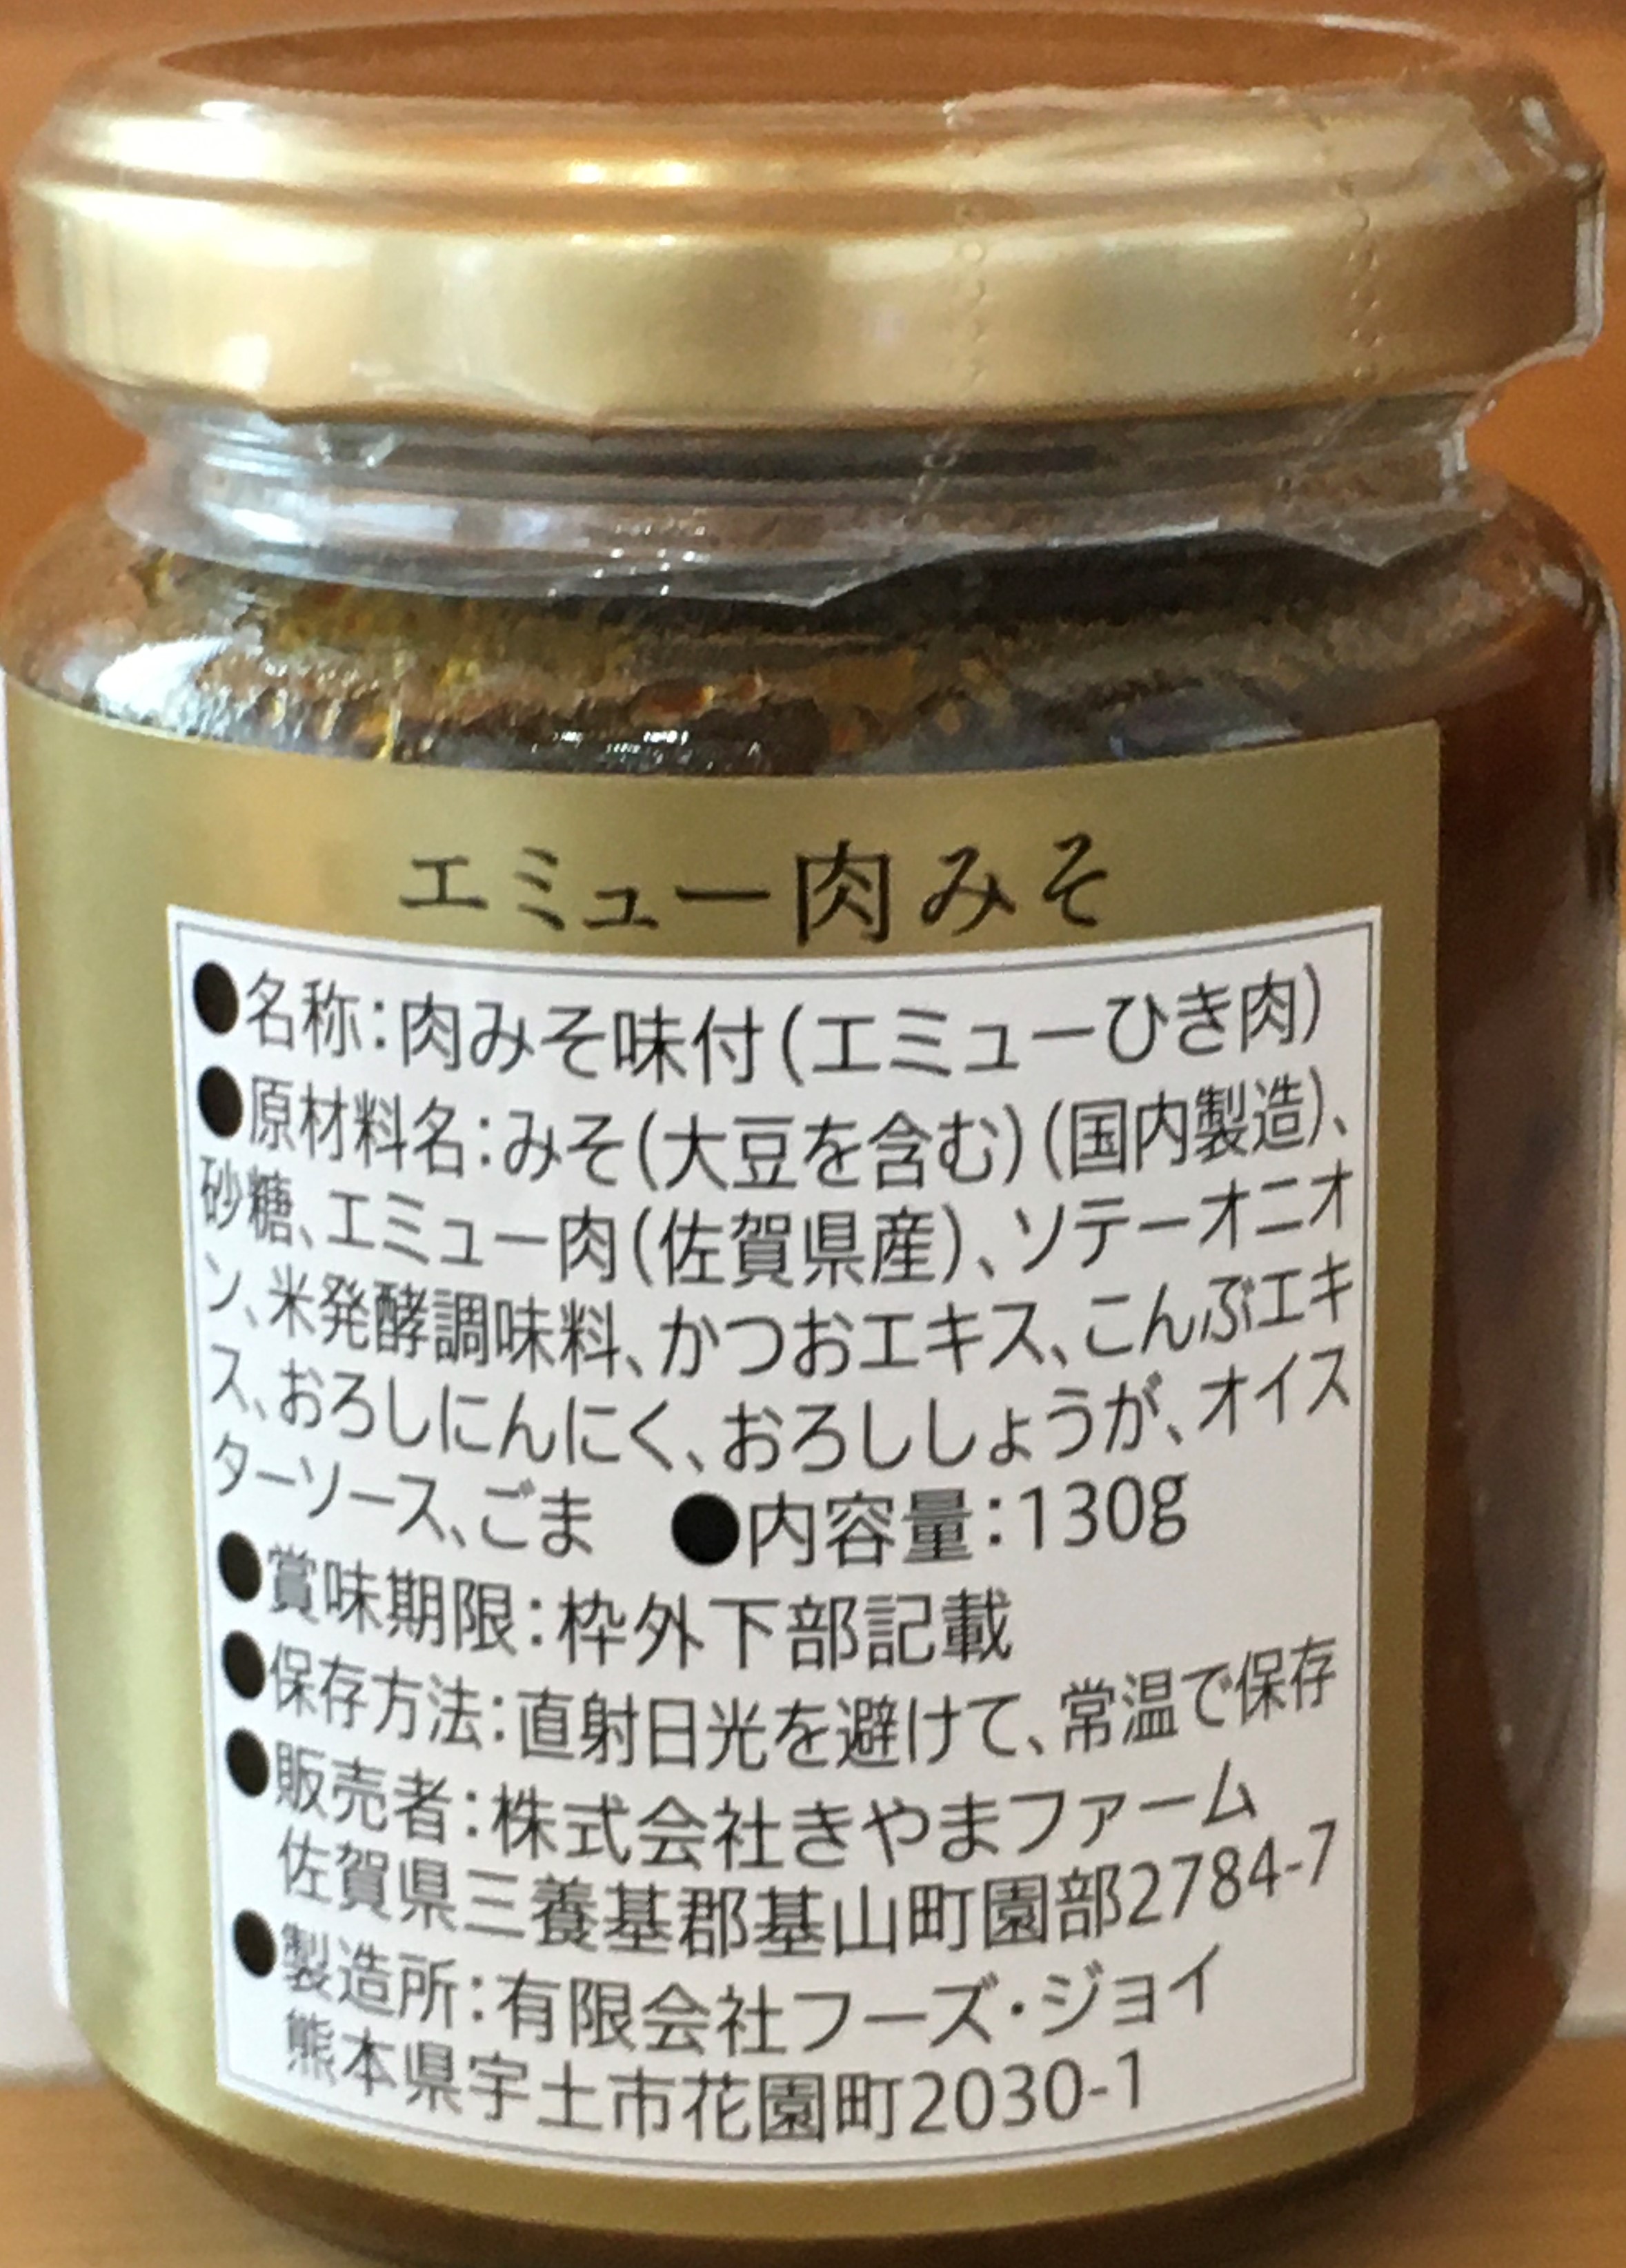 エミュー肉みそ
●名称：肉みそ味付（エミューひき肉）
●原材料名：みそ（大豆を含む）（国内製造）、
砂糖、エミュー肉（佐賀県産）、ソテーオニオ
ン、米発酵調味料、かつおエキス、こんぶエキ
ス、おろしにんにく、おろししょうが、オイス
ターソース、ごま　●内容量：130g
●賞味期限：枠外下部記載
●保存方法：直射日光を避けて、常温で保存
●販売者：株式会社きやまファーム
佐賀県三養基郡基山町園部2784-7
●製造所：有限会社フーズ・ジョイ
熊本県宇土市花園町2030-1